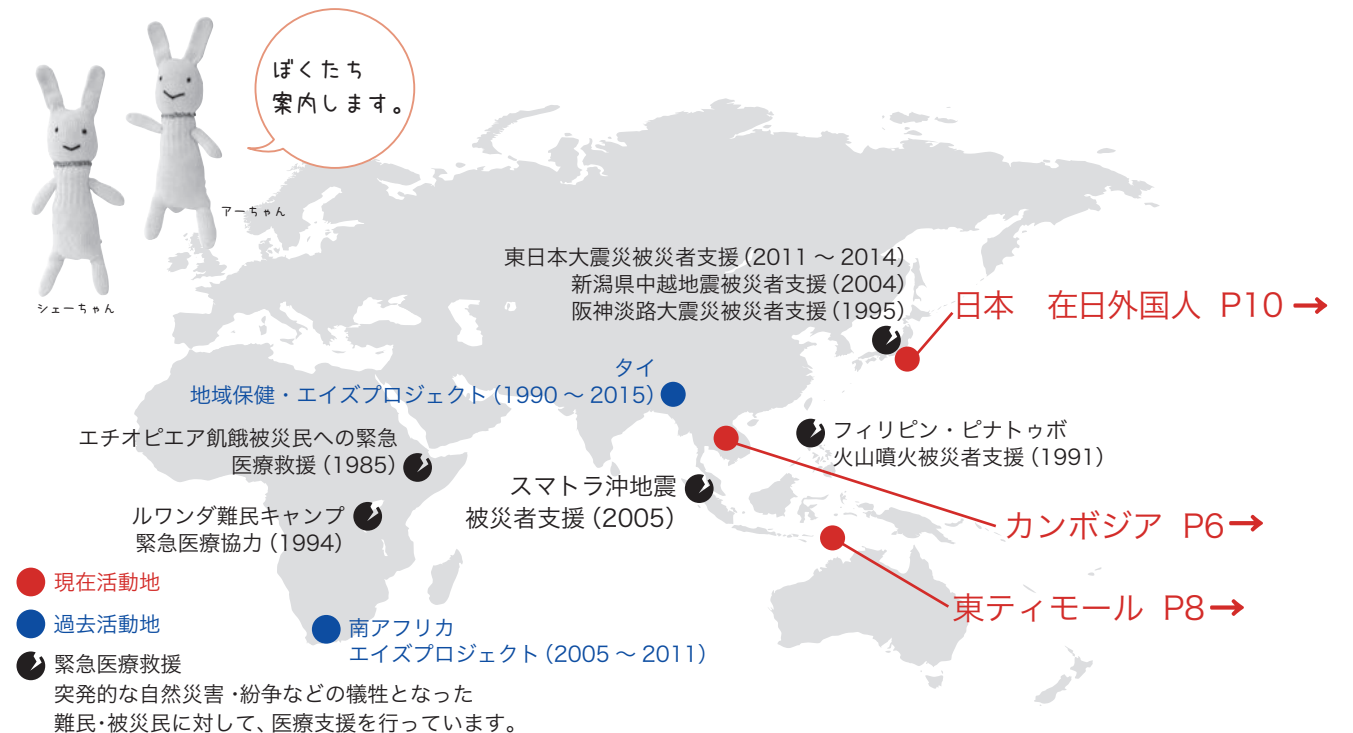 ぼくたち
案内します。
アーちゃん
シェーちゃん
東日本大震災被災者支援(2011 〜 2014)
新潟県中越地震被災者支援(2004)
阪神淡路大震災被災者支援(1995)
日本 在日外国人 P10→
タイ
地域保健・エイズプロジェクト(1990 〜 2015)
エチオピエア飢餓被災民への緊急
医療救援(1985)
フィリピン・ピナトゥボ
火山噴火被災者支援(1991)
スマトラ沖地震
被災者支援(2005)
ルワンダ難民キャンプ
緊急医療協力(1994)
カンボジア P6→
東ティモール P8→
現在活動地
過去活動地
南アフリカ
エイズプロジェクト(2005 〜 2011)
緊急医療救援
突発的な自然災害・紛争などの犠牲となった
難民・被災民に対して、医療支援を行っています。